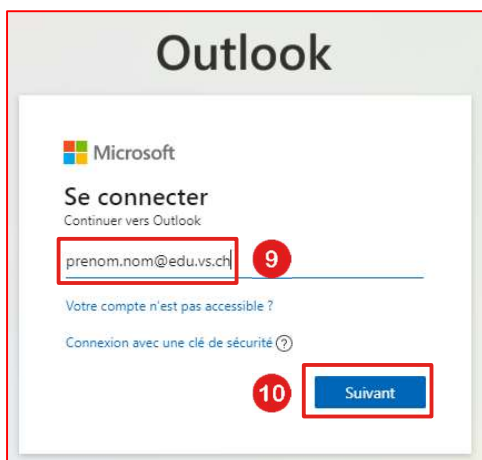 Outlook
Microsoft
Se connecter
Continuer vers Outlook
prenom.nom@edu.vs.ch
9
Votre compte n'est pas accessible ?
Connexion avec une clé de sécurité ?
10
Suivant